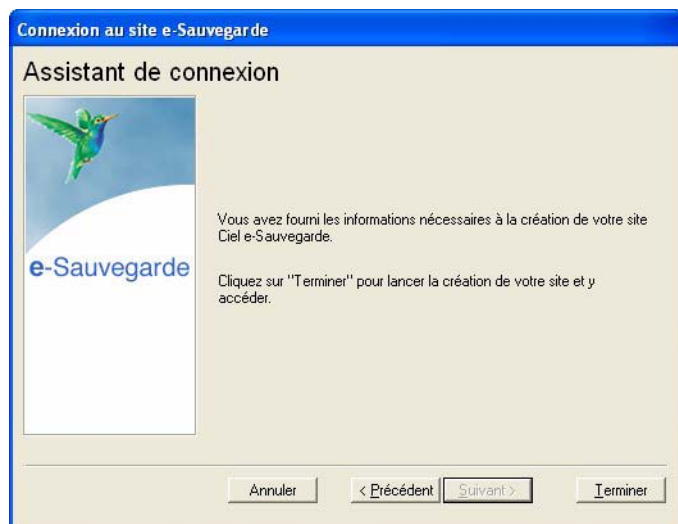 Connexion au site e-Sauvegarde
Assistant de connexion
e-Sauvegarde
Vous avez fourni les informations nécessaires à la création de votre site
Ciel e-Sauvegarde.
Cliquez sur "Terminer" pour lancer la création de votre site et y
accéder.
Annuler
< Précédent
Suivant >
Terminer